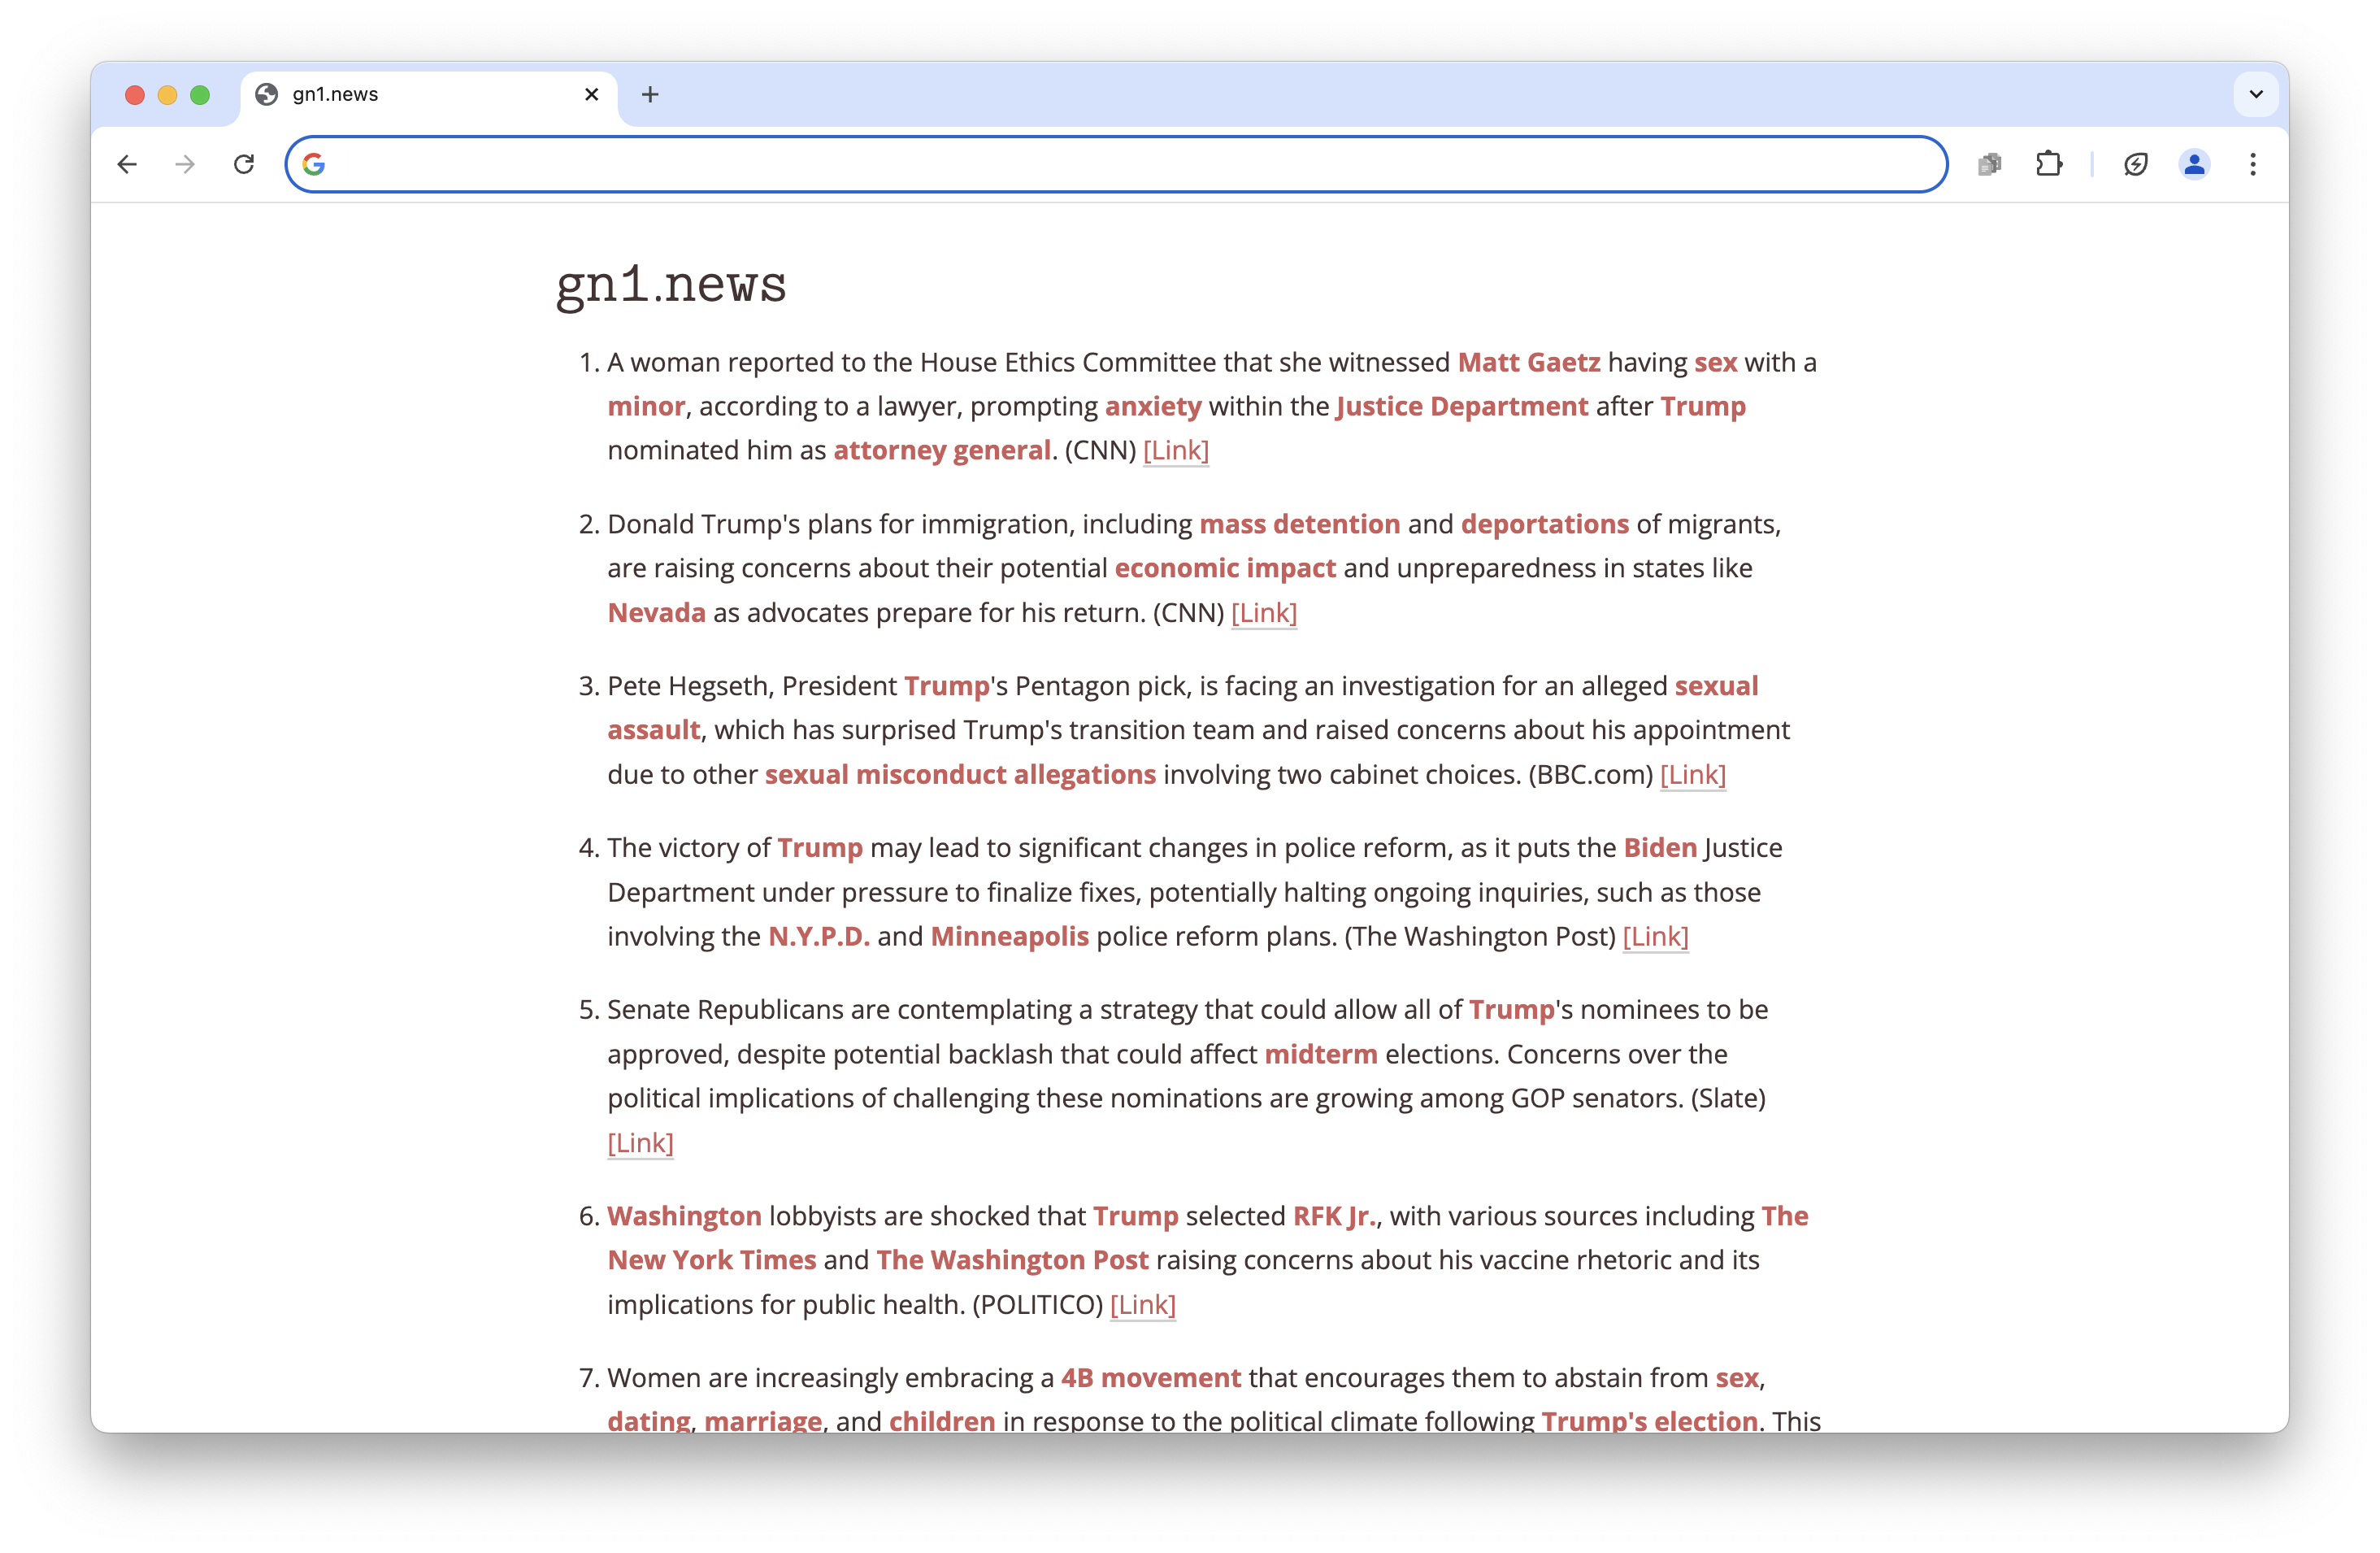 gn1.news
gn1.news
1. A woman reported to the House Ethics Committee that she witnessed Matt Gaetz having sex with a
minor, according to a lawyer, prompting anxiety within the Justice Department after Trump
nominated him as attorney general. (CNN) [Link]
2. Donald Trump's plans for immigration, including mass detention and deportations of migrants,
are raising concerns about their potential economic impact and unpreparedness in states like
Nevada as advocates prepare for his return. (CNN) [Link]
3. Pete Hegseth, President Trump's Pentagon pick, is facing an investigation for an alleged sexual
assault, which has surprised Trump's transition team and raised concerns about his appointment
due to other sexual misconduct allegations involving two cabinet choices. (BBC.com) [Link]
4. The victory of Trump may lead to significant changes in police reform, as it puts the Biden Justice
Department under pressure to finalize fixes, potentially halting ongoing inquiries, such as those
involving the N.Y.P.D. and Minneapolis police reform plans. (The Washington Post) [Link]
5. Senate Republicans are contemplating a strategy that could allow all of Trump's nominees to be
approved, despite potential backlash that could affect midterm elections. Concerns over the
political implications of challenging these nominations are growing among GOP senators. (Slate)
[Link]
6. Washington lobbyists are shocked that Trump selected RFK Jr., with various sources including The
New York Times and The Washington Post raising concerns about his vaccine rhetoric and its
implications for public health. (POLITICO) [Link]
7. Women are increasingly embracing a 4B movement that encourages them to abstain from sex,
dating, marriage, and children in response to the political climate following Trump's election. This